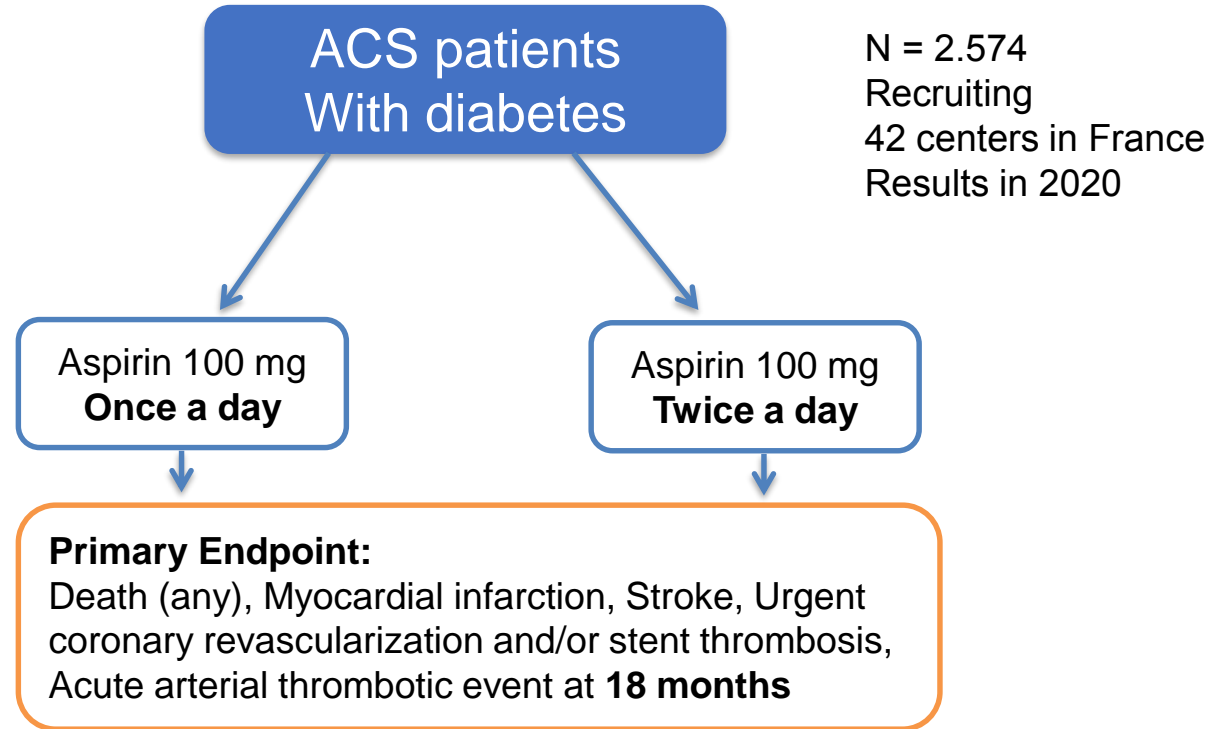 ACS patients
With diabetes
N = 2.574
Recruiting
42 centers in France
Results in 2020
Aspirin 100 mg
Once a day
Aspirin 100 mg
Twice a day
Primary Endpoint:
Death (any), Myocardial infarction, Stroke, Urgent
coronary revascularization and/or stent thrombosis,
Acute arterial thrombotic event at 18 months